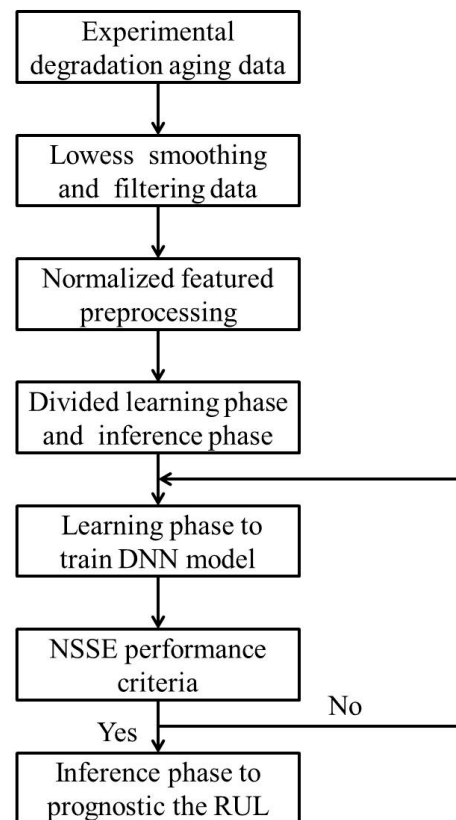 Experimental
degradation aging data
Lowess smoothing
and filtering data
Normalized featured
preprocessing
Divided learning phase
and inference phase
Learning phase to
train DNN model
NSSE performance
criteria
No
Yes
Inference phase to
prognostic the RUL